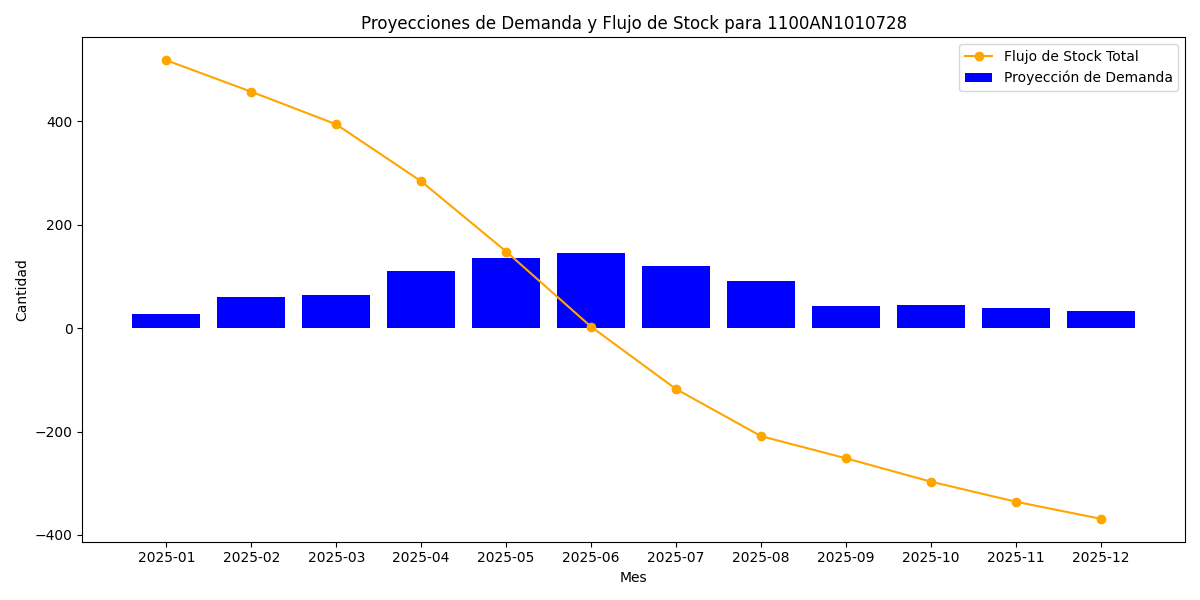 Proyecciones de Demanda y Flujo de Stock para 1100AN1010728
Flujo de Stock Total
Proyección de Demanda
Cantidad
400
200
0
−200
−400
2025-01 2025-02 2025-03 2025-04 2025-05 2025-06 2025-07 2025-08 2025-09 2025-10 2025-11 2025-12
Mes